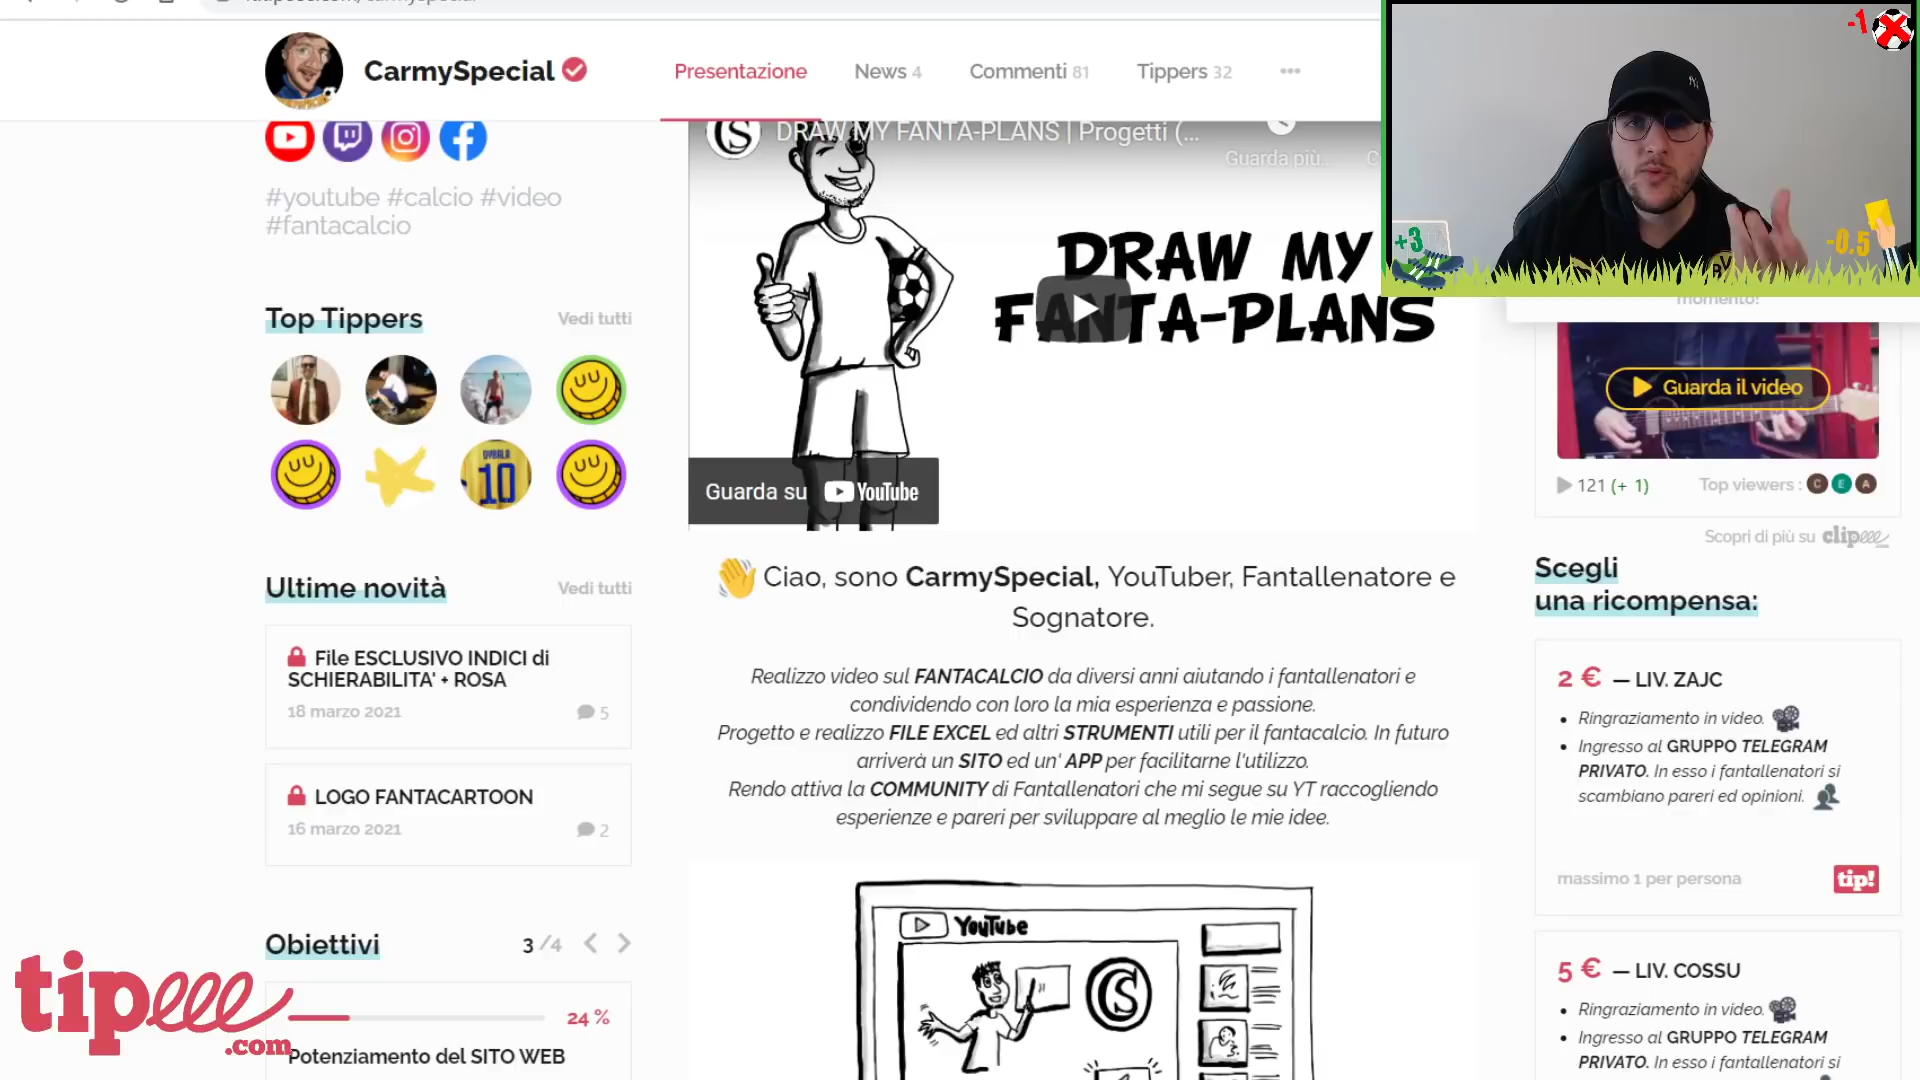 CarmySpecial
Presentazione
News 4
Commenti 81
Tippers 32
-1
#youtube #calcio #video
#fantacalcio
DRAW MY FANTA-PLANS | Progetti (...
Guarda più...
DRAW MY
FANTA-PLANS
Guarda su YouTube
+3
-0.5
momento!
Top Tippers
Vedi tutti
DYBALA
10
Guarda il video
121 (+ 1)
Top viewers : C E A
Scopri di più su clipeee
Ultime novità
Vedi tutti
File ESCLUSIVO INDICI di
SCHIERABILITA' + ROSA
18 marzo 2021
5
LOGO FANTACARTOON
16 marzo 2021
2
Obiettivi
3 /4
24 %
Potenziamento del SITO WEB
tipeee
.com
Ciao, sono CarmySpecial, YouTuber, Fantallenatore e
Sognatore.
Realizzo video sul FANTACALCIO da diversi anni aiutando i fantallenatori e
condividendo con loro la mia esperienza e passione.
Progetto e realizzo FILE EXCEL ed altri STRUMENTI utili per il fantacalcio. In futuro
arriverà un SITO ed un' APP per facilitarne l'utilizzo.
Rendo attiva la COMMUNITY di Fantallenatori che mi segue su YT raccogliendo
esperienze e pareri per sviluppare al meglio le mie idee.
YouTube
CS
Scegli
una ricompensa:
2 € — LIV. ZAJC
Ringraziamento in video.
Ingresso al GRUPPO TELEGRAM
PRIVATO. In esso i fantallenatori si
scambiano pareri ed opinioni.
massimo 1 per persona
tip!
5 € — LIV. COSSU
Ringraziamento in video.
Ingresso al GRUPPO TELEGRAM
PRIVATO. In esso i fantallenatori si